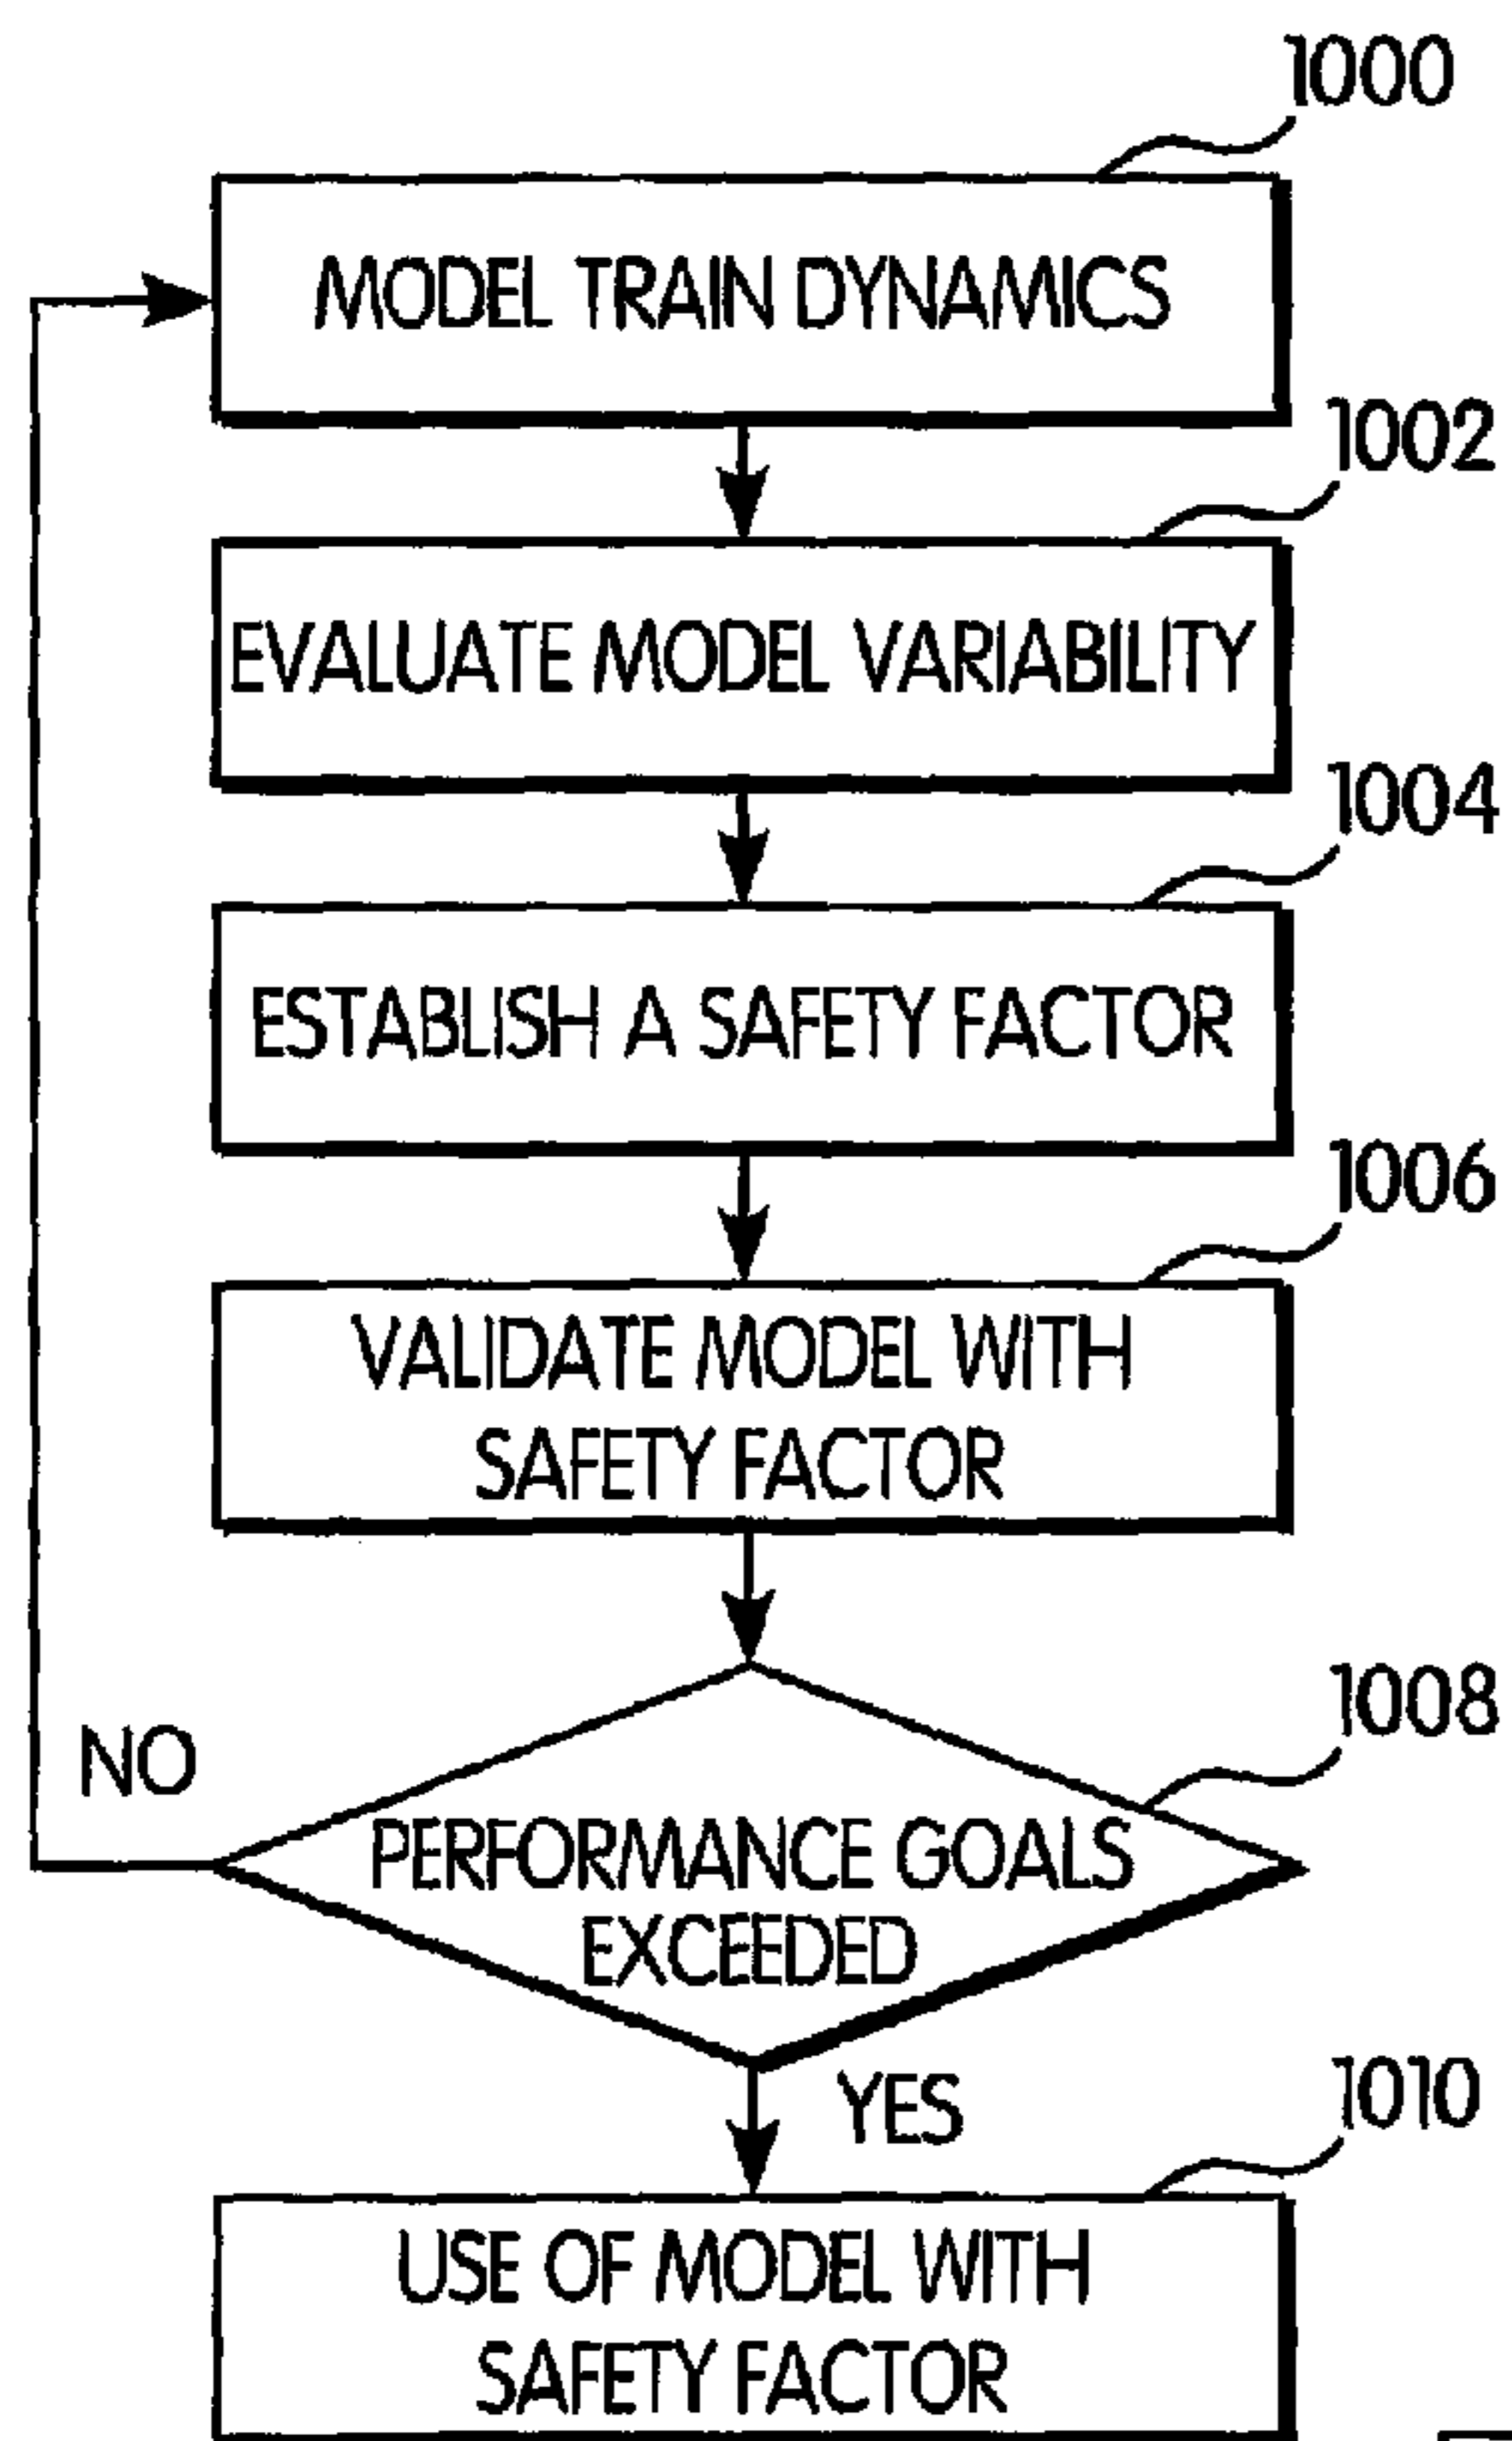 1000
MODEL TRAIN DYNAMICS
1002
EVALUATE MODEL VARIABILITY
1004
ESTABLISH A SAFETY FACTOR
1006
VALIDATE MODEL WITH
SAFETY FACTOR
1008
NO
PERFORMANCE GOALS
EXCEEDED
YES
1010
USE OF MODEL WITH
SAFETY FACTOR